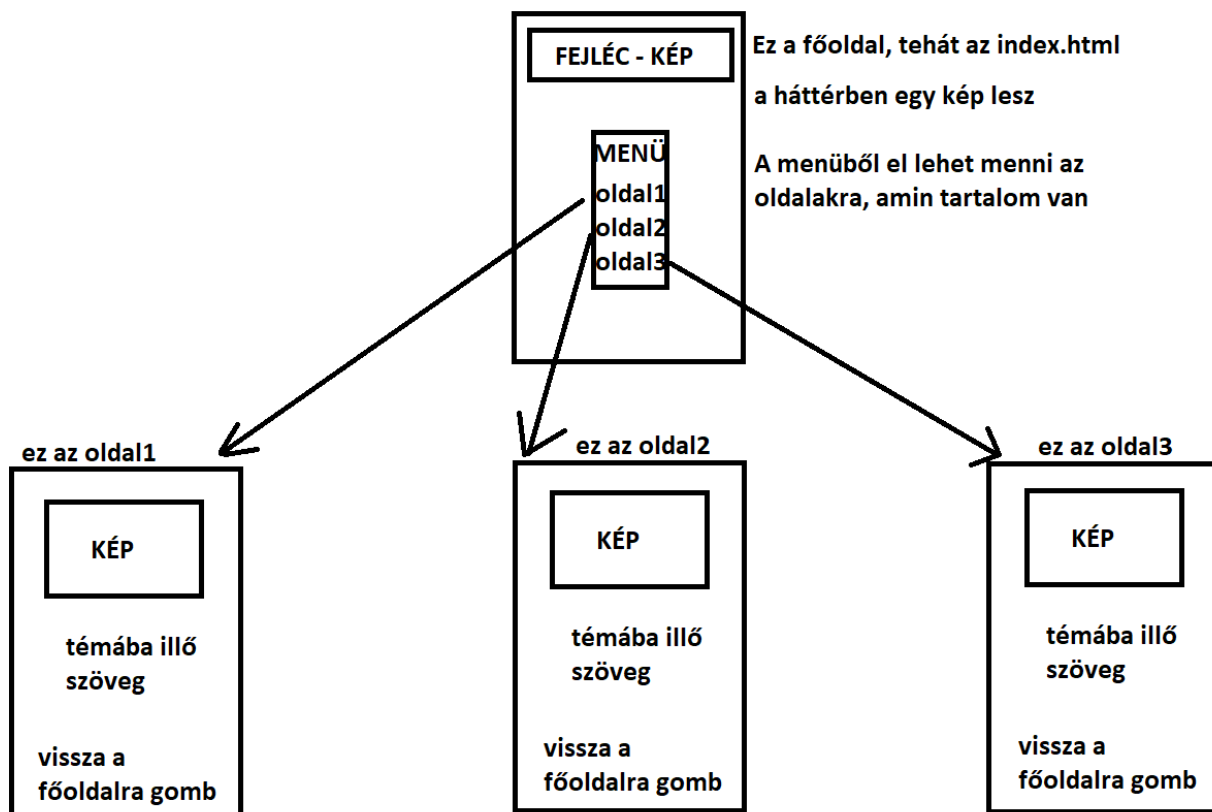 FEJLÉC - KÉP
Ez a főoldal, tehát az index.html
a háttérben egy kép lesz
MENÜ
oldal1
oldal2
oldal3
A menüből el lehet menni az
oldalakra, amin tartalom van
ez az oldal1
KÉP
témába illő
szöveg
vissza a
főoldalra gomb
ez az oldal2
KÉP
témába illő
szöveg
vissza a
főoldalra gomb
ez az oldal3
KÉP
témába illő
szöveg
vissza a
főoldalra gomb